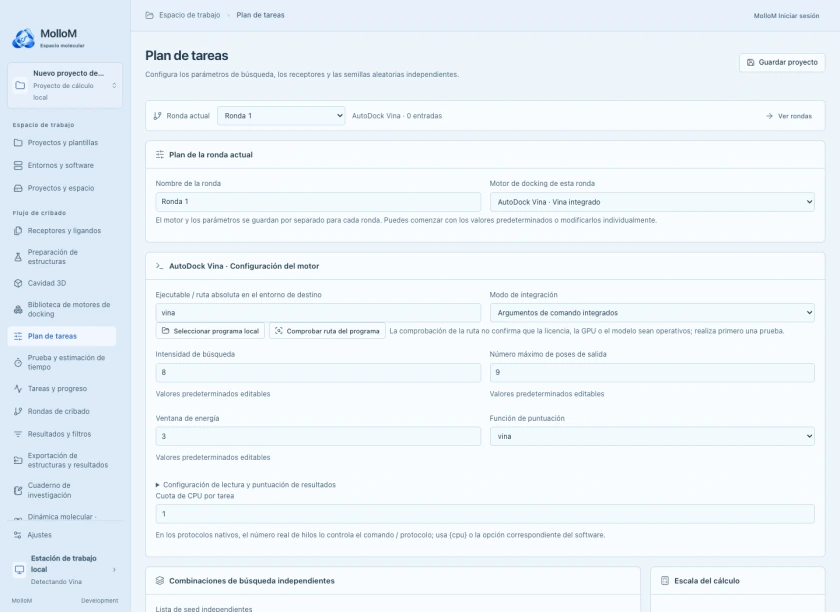 MolloM
Espacio molecular
Nuevo proyecto de...
Proyecto de cálculo
local
Espacio de trabajo
Proyectos y plantillas
Entornos y software
Proyectos y espacio
Flujo de cribado
Receptores y ligandos
Preparación de
estructuras
Cavidad 3D
Biblioteca de motores de
docking
Plan de tareas
Prueba y estimación de
tiempo
Tareas y progreso
Rondas de cribado
Resultados y filtros
Exportación de
estructuras y resultados
Cuaderno de
investigación
Dinámica molecular ·
Ajustes
Estación de trabajo
local
Detectando Vina
MolloM Development
Espacio de trabajo > Plan de tareas
MolloM Iniciar sesión
Plan de tareas
Configura los parámetros de búsqueda, los receptores y las semillas aleatorias independientes.
Guardar proyecto
Ronda actual Ronda 1 AutoDock Vina · 0 entradas
Ver rondas
Plan de la ronda actual
Nombre de la ronda
Ronda 1
Motor de docking de esta ronda
AutoDock Vina · Vina integrado
El motor y los parámetros se guardan por separado para cada ronda. Puedes comenzar con los valores predeterminados o modificarlos individualmente.
AutoDock Vina · Configuración del motor
Ejecutable / ruta absoluta en el entorno de destino
vina
Modo de integración
Argumentos de comando integrados
Seleccionar programa local
Comprobar ruta del programa
La comprobación de la ruta no confirma que la licencia, la GPU o el modelo sean operativos; realiza primero una prueba.
Intensidad de búsqueda
8
Valores predeterminados editables
Número máximo de poses de salida
9
Valores predeterminados editables
Ventana de energía
3
Valores predeterminados editables
Función de puntuación
vina
Configuración de lectura y puntuación de resultados
Cuota de CPU por tarea
1
En los protocolos nativos, el número real de hilos lo controla el comando / protocolo; usa {cpu} o la opción correspondiente del software.
Combinaciones de búsqueda independientes
Lista de seed independientes
Escala del cálculo